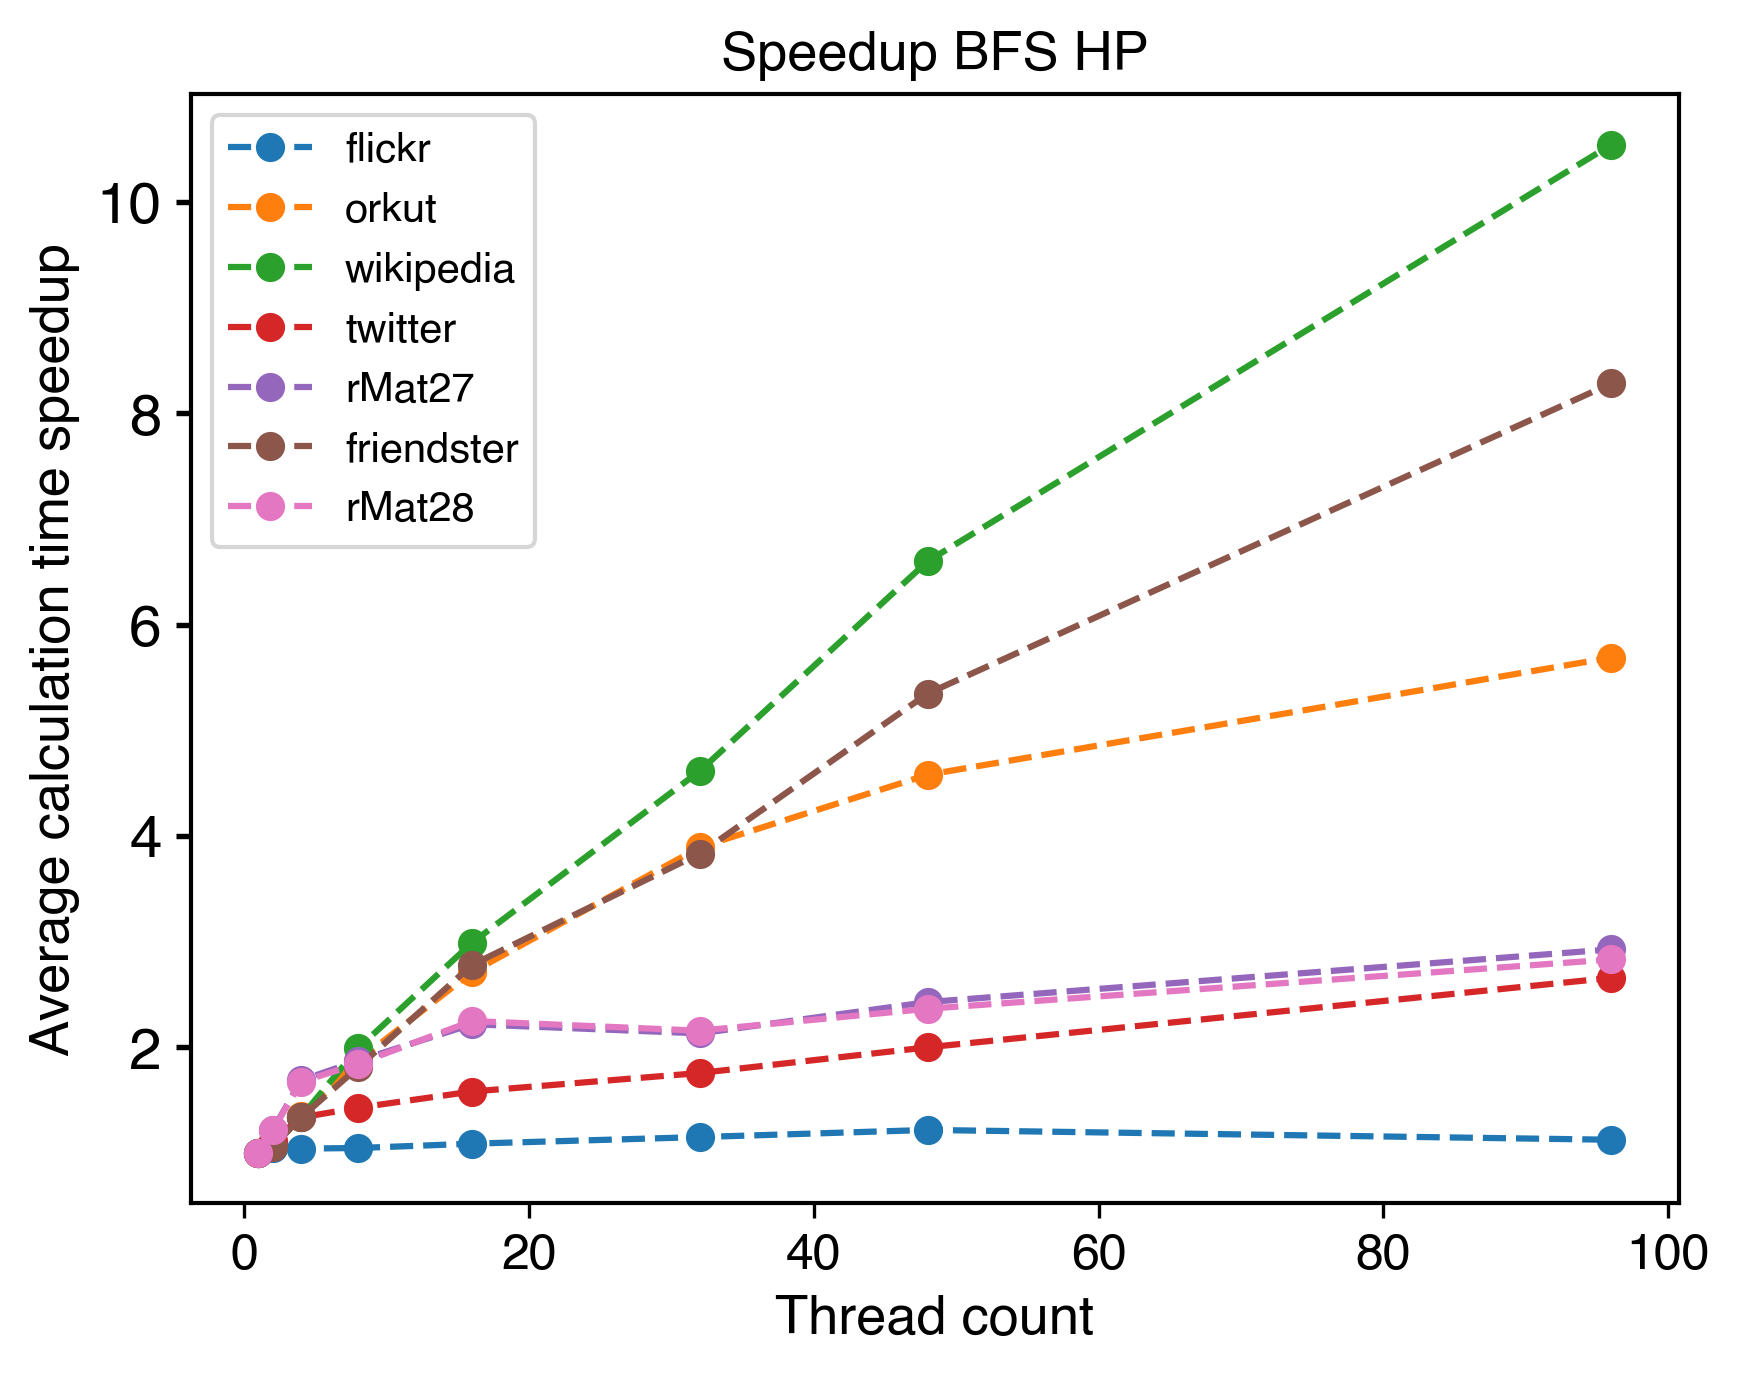 Speedup BFS HP
flickr
orkut
wikipedia
twitter
rMat27
friendster
rMat28
10
8
6
4
2
Average calculation time speedup
0 20 40 60 80 100
Thread count